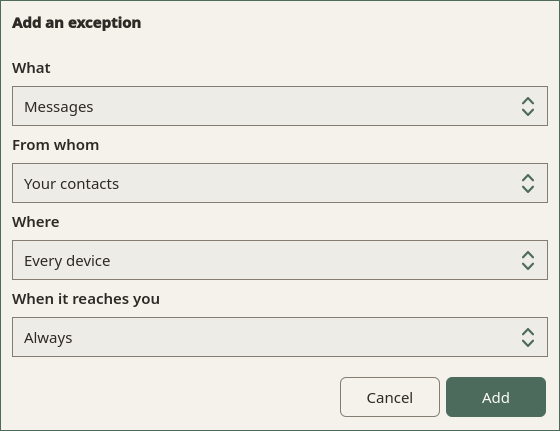 Add an exception
What
Messages
From whom
Your contacts
Where
Every device
When it reaches you
Always
Cancel
Add